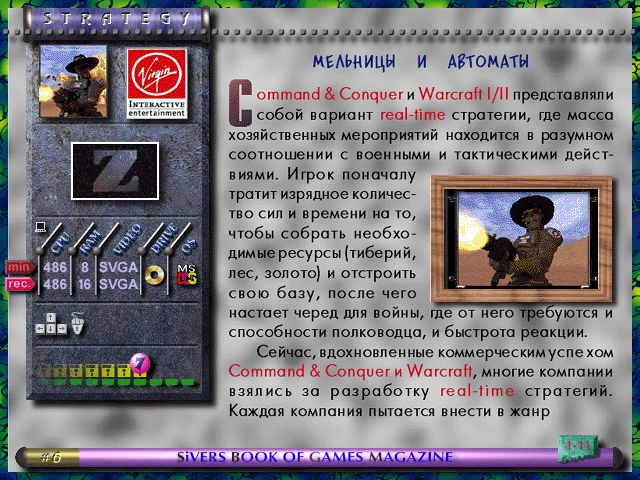 STRATEGY
Virgin
INTERACTIVE
entertainment
Z
CPU RAM VIDEO DRIVE OS
min 486 8 SVGA MS
rec. 486 16 SVGA DOS
7
МЕЛЬНИЦЫ И АВТОМАТЫ
Command & Conquer и Warcraft I/II представляли
собой вариант real-time стратегии, где масса
хозяйственных мероприятий находится в разумном
соотношении с военными и тактическими дейст-
виями. Игрок поначалу
тратит изрядное количес-
тво сил и времени на то,
чтобы собрать необхо-
димые ресурсы (тиберий,
лес, золото) и отстроить
свою базу, после чего
настает черед для войны, где от него требуются и
способности полководца, и быстрота реакции.
Сейчас, вдохновленные коммерческим успе хом
Command & Conquer и Warcraft, многие компании
взялись за разработку real-time стратегий.
Каждая компания пытается внести в жанр
#6
SIVERS BOOK OF GAMES MAGAZINE
1-11